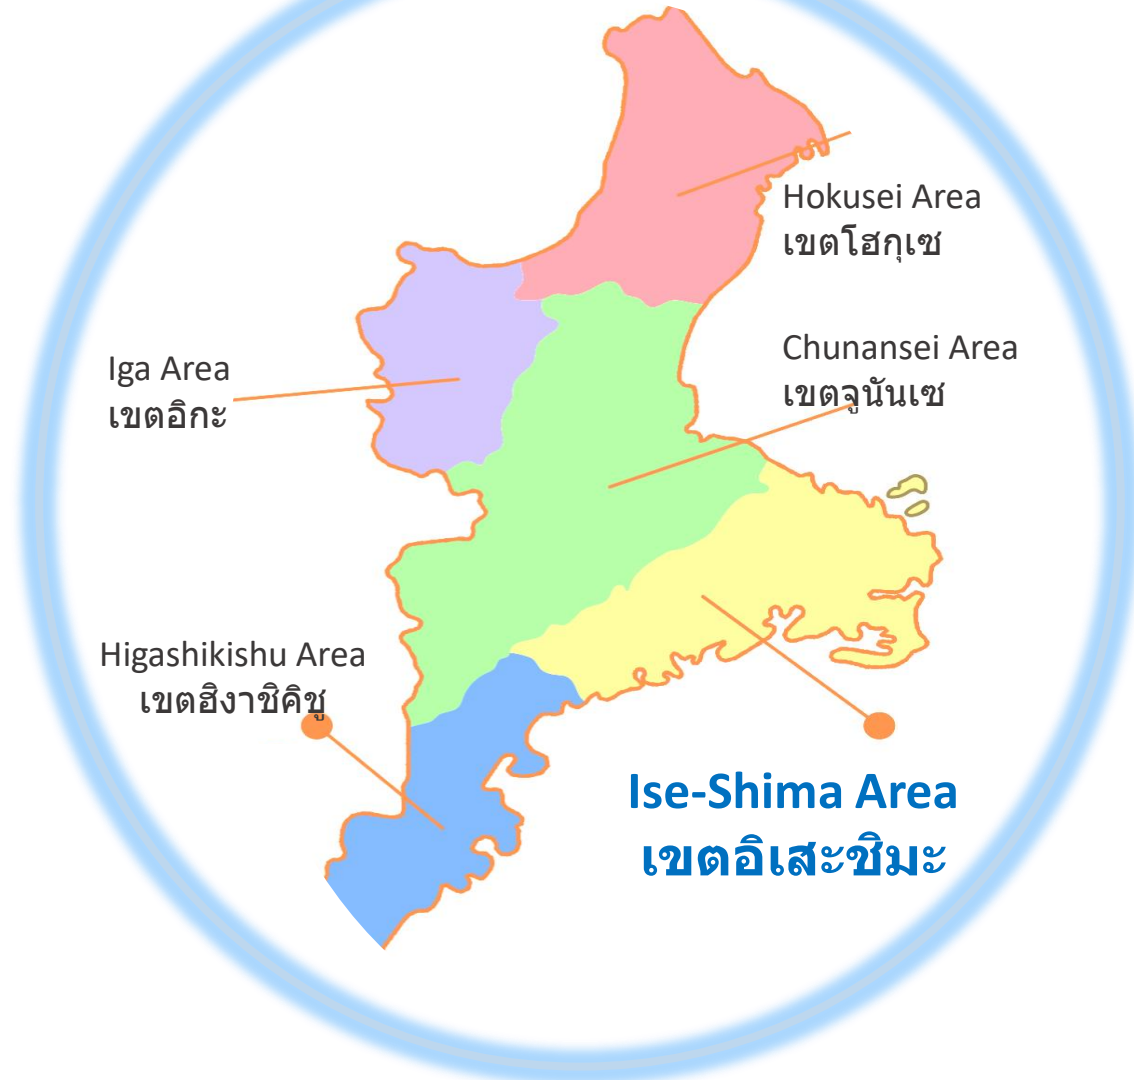 Hokusei Area
เขตโฮกุเซ
Chunansei Area
เขตจูนันเซ
Iga Area
เขตอิกะ
Higashikishu Area
เขตฮิงาชิคิชู
Ise-Shima Area
เขตอิเสะชิมะ